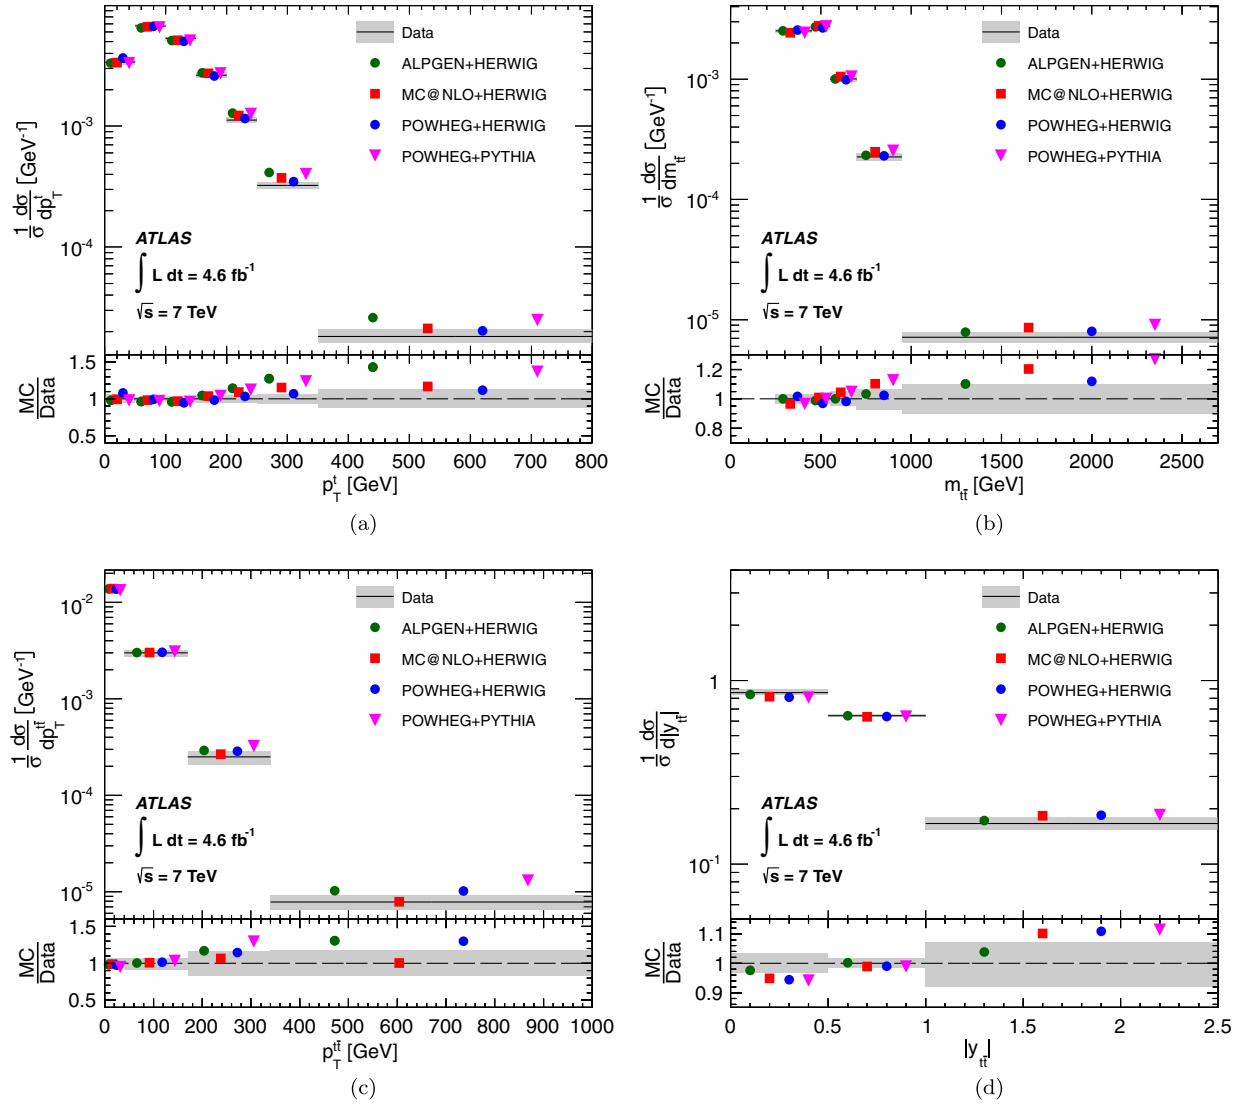 1/σ dσ/dp_T^t [GeV⁻¹]
10⁻³
10⁻⁴
Data
ALPGEN+HERWIG
MC@NLO+HERWIG
POWHEG+HERWIG
POWHEG+PYTHIA
ATLAS
∫ L dt = 4.6 fb⁻¹
√s = 7 TeV
MC/Data
1.5
1
0.5
0 100 200 300 400 500 600 700 800
p_T^t [GeV]
(a)
1/σ dσ/dm_tt̄ [GeV⁻¹]
10⁻³
10⁻⁴
10⁻⁵
Data
ALPGEN+HERWIG
MC@NLO+HERWIG
POWHEG+HERWIG
POWHEG+PYTHIA
ATLAS
∫ L dt = 4.6 fb⁻¹
√s = 7 TeV
MC/Data
1.2
1
0.8
0 500 1000 1500 2000 2500
m_tt̄ [GeV]
(b)
1/σ dσ/dp_T^tt̄ [GeV⁻¹]
10⁻²
10⁻³
10⁻⁴
10⁻⁵
Data
ALPGEN+HERWIG
MC@NLO+HERWIG
POWHEG+HERWIG
POWHEG+PYTHIA
ATLAS
∫ L dt = 4.6 fb⁻¹
√s = 7 TeV
MC/Data
1.5
1
0.5
0 100 200 300 400 500 600 700 800 900 1000
p_T^tt̄ [GeV]
(c)
1/σ dσ/d|y_tt̄|
1
10⁻¹
Data
ALPGEN+HERWIG
MC@NLO+HERWIG
POWHEG+HERWIG
POWHEG+PYTHIA
ATLAS
∫ L dt = 4.6 fb⁻¹
√s = 7 TeV
MC/Data
1.1
1
0.9
0 0.5 1 1.5 2 2.5
|y_tt̄|
(d)